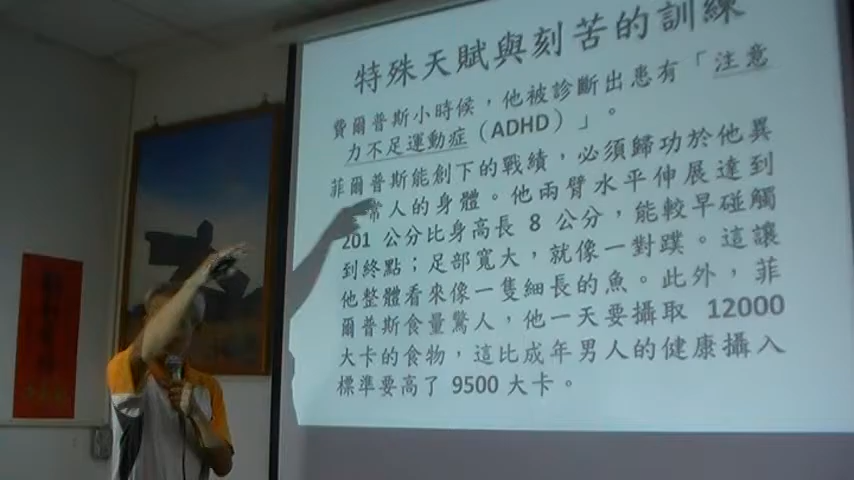 特殊天賦與刻苦的訓練
費爾普斯小時候，他被診斷出患有「注意
力不足運動症（ADHD）」。
菲爾普斯能創下的戰績，必須歸功於他異
常人的身體。他兩臂水平伸展達到
201 公分比身高長 8 公分，能較早碰觸
到終點；足部寬大，就像一對蹼。這讓
他整體看來像一隻細長的魚。此外，菲
爾普斯食量驚人，他一天要攝取 12000
大卡的食物，這比成年男人的健康攝入
標準要高了 9500 大卡。